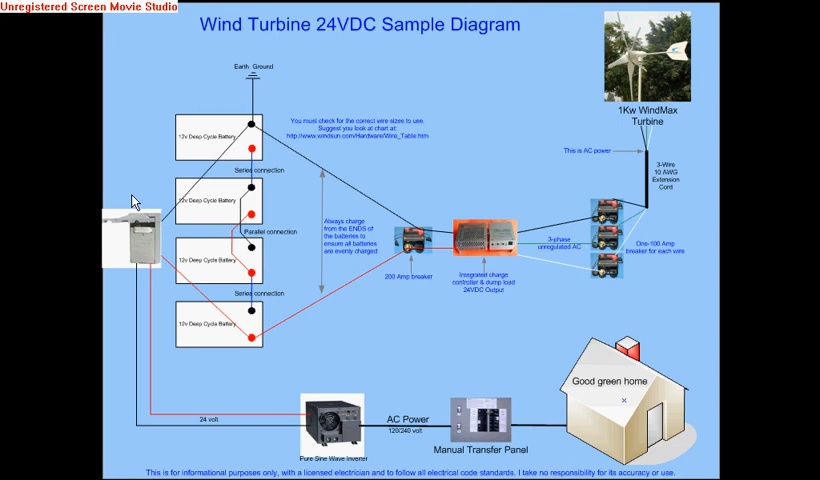 Unregistered Screen Movie Studio
Wind Turbine 24VDC Sample Diagram
Earth Ground
1Kw WindMax
Turbine
You must check for the correct wire sizes to use.
Suggest you look at chart at:
http://www.windsun.com/Hardware/Wire_Table.htm
12v Deep Cycle Battery
This is AC power
3-Wire
10 AWG
Extension
Cord
Series connection
12v Deep Cycle Battery
Parallel connection
Always charge
from the ENDS of
the batteries to
ensure all batteries
are evenly charged
3-phase
unregulated AC
One-100 Amp
breaker for each wire
12v Deep Cycle Battery
200 Amp breaker
Integrated charge
controller & dump load
24VDC Output
Series connection
12v Deep Cycle Battery
Good green home
24 volt
AC Power
120/240 volt
Manual Transfer Panel
Pure Sine Wave Inverter
This is for informational purposes only, with a licensed electrician and to follow all electrical code standards. I take no responsibility for its accuracy or use.